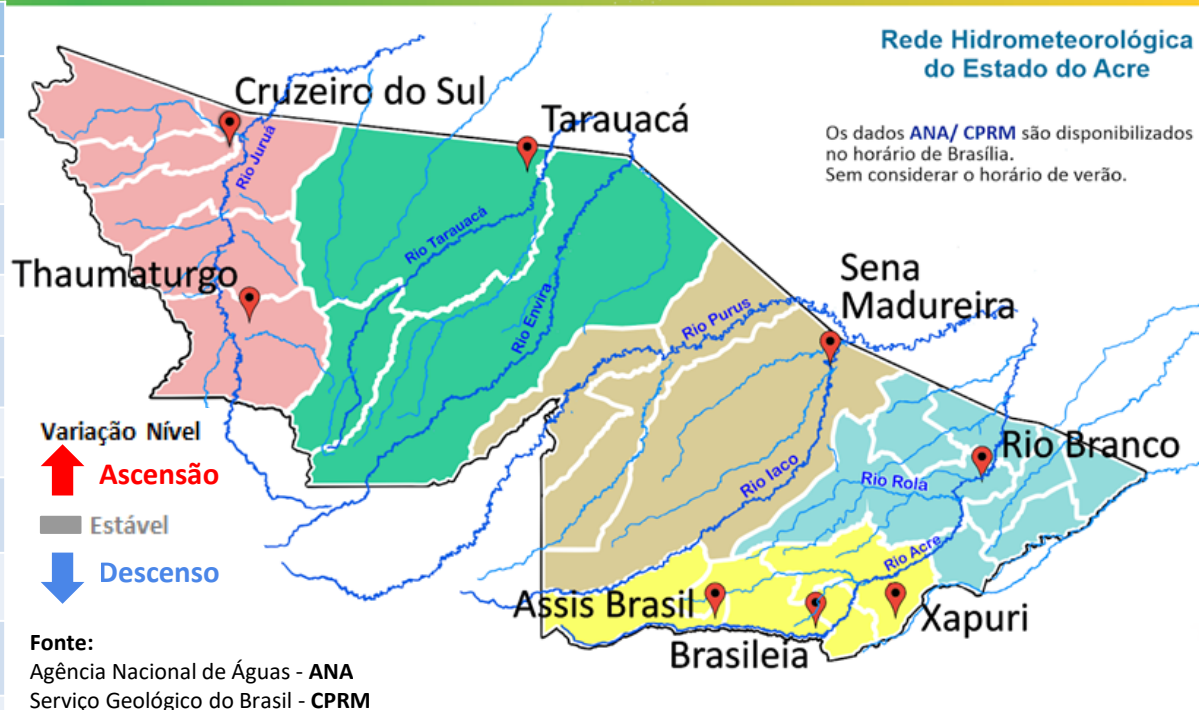 Rede Hidrometeorológica
do Estado do Acre
Os dados ANA/ CPRM são disponibilizados
no horário de Brasília.
Sem considerar o horário de verão.
Cruzeiro do Sul
Tarauacá
Rio Juruá
Rio Tarauacá
Thaumaturgo
Rio Envira
Sena
Madureira
Rio Purus
Rio Branco
Rio Iaco
Rio Rola
Rio Acre
Assis Brasil
Xapuri
Brasileia
Variação Nível
Ascensão
Estável
Descenso
Fonte:
Agência Nacional de Águas - ANA
Serviço Geológico do Brasil - CPRM